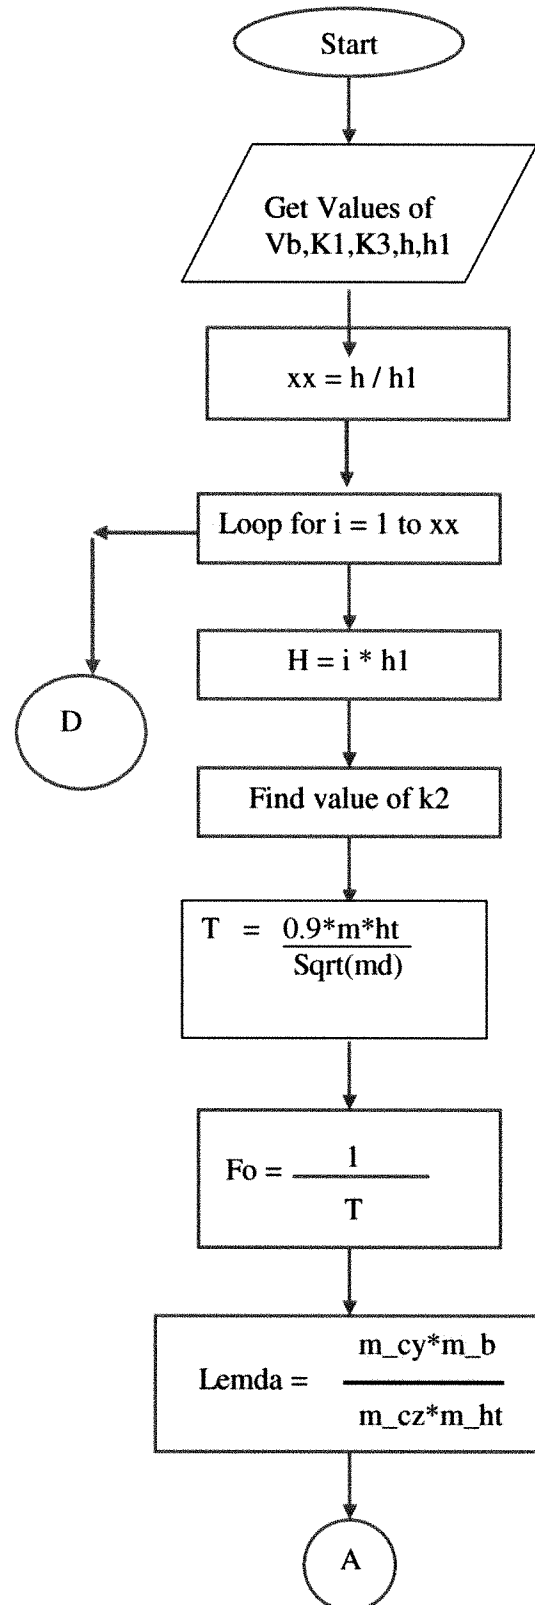 Start
Get Values of
Vb,K1,K3,h,h1
xx = h / h1
Loop for i = 1 to xx
H = i * h1
D
Find value of k2
T = 0.9*m*ht
Sqrt(md)
Fo = 1
T
m_cy*m_b
Lemda =
m_cz*m_ht
A